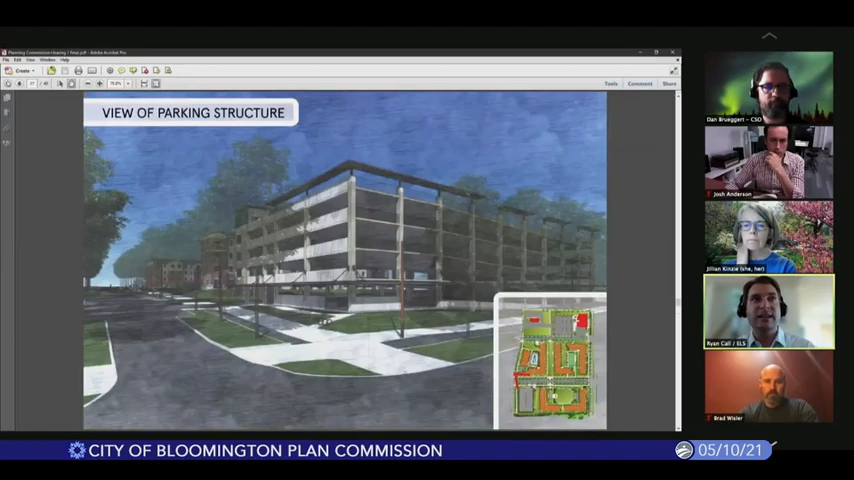 Planning Commission Hearing / Final.pdf - Adobe Acrobat Pro
File Edit View Window Help
Create
Tools Comment Share
VIEW OF PARKING STRUCTURE
Dan Brueggert - CSO
Josh Anderson
Jillian Kinzie (she, her)
Ryan Call / ELS
Brad Wisler
CITY OF BLOOMINGTON PLAN COMMISSION
05/10/21